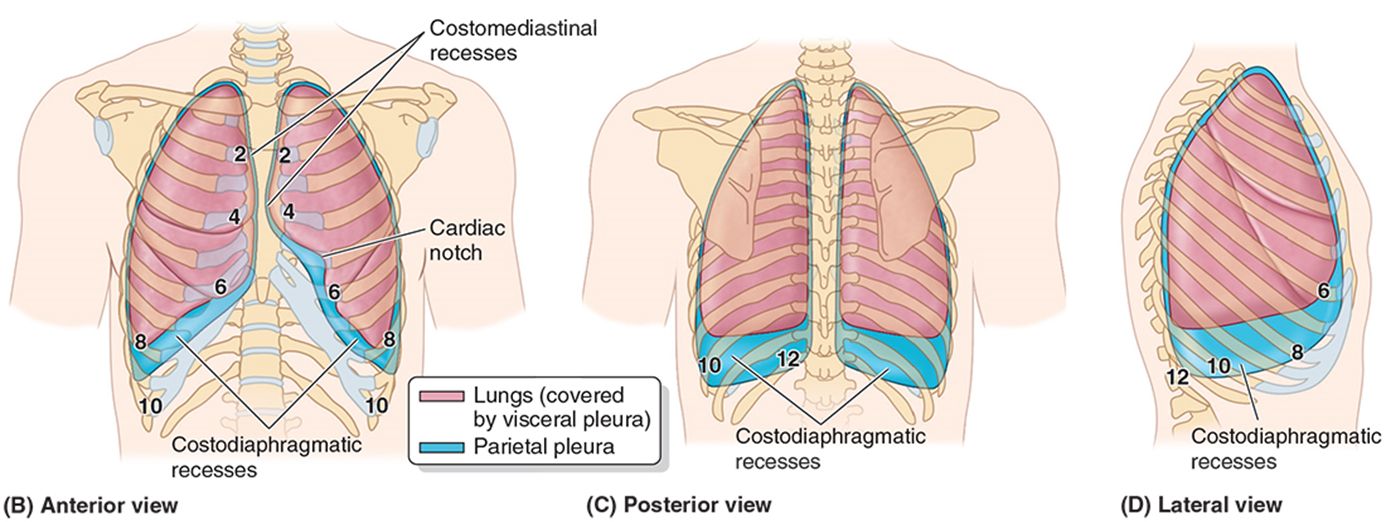 Costomediastinal
recesses
2
2
4
4
Cardiac
notch
6
6
8
8
10
10
Costodiaphragmatic
recesses
(B) Anterior view
Lungs (covered
by visceral pleura)
Parietal pleura
10
12
Costodiaphragmatic
recesses
(C) Posterior view
6
8
10
12
Costodiaphragmatic
recesses
(D) Lateral view